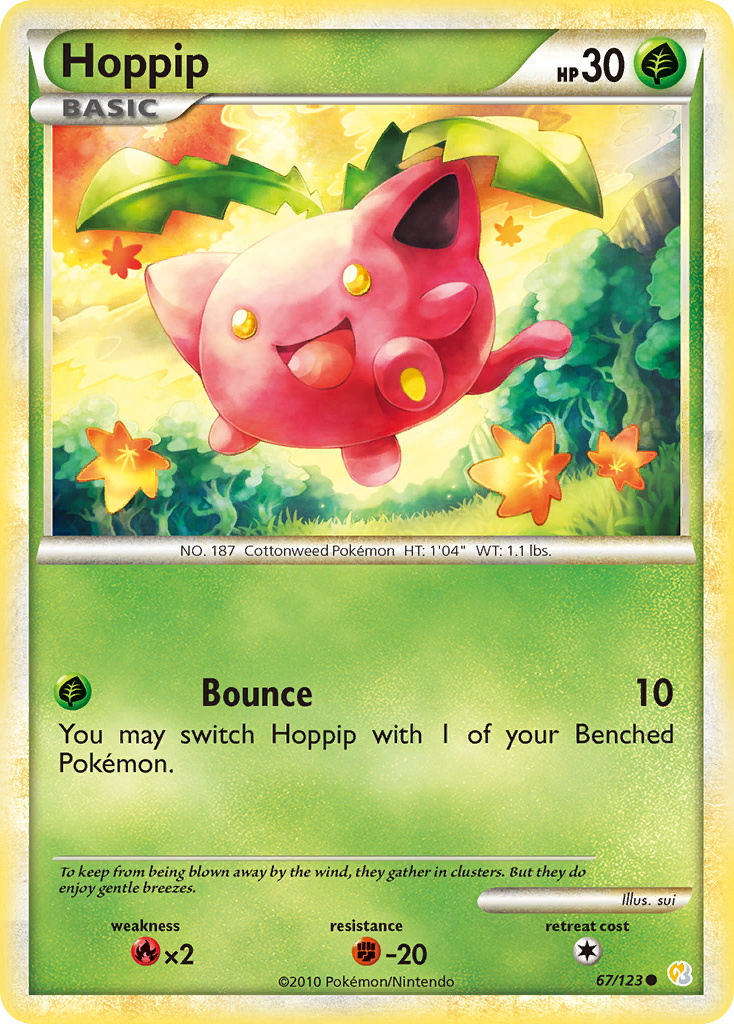 Hoppip
HP 30
BASIC
NO. 187 Cottonweed Pokémon HT: 1'04" WT: 1.1 lbs.
Bounce 10
You may switch Hoppip with 1 of your Benched
Pokémon.
To keep from being blown away by the wind, they gather in clusters. But they do
enjoy gentle breezes.
Illus. sui
weakness resistance retreat cost
×2 -20
©2010 Pokémon/Nintendo 67/123